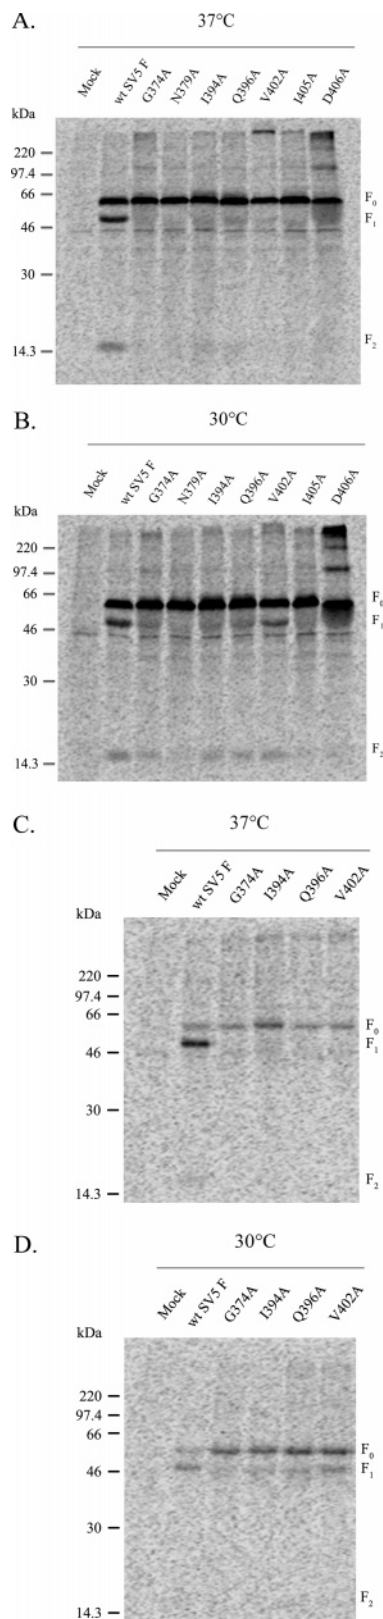 A.
37°C
Mock wt SV5 F G374A N379A I394A Q396A V402A I405A D406A
kDa
220
97.4
66
F0
F1
46
30
F2
14.3
B.
30°C
Mock wt SV5 F G374A N379A I394A Q396A V402A I405A D406A
kDa
220
97.4
66
F0
F1
46
30
F2
14.3
C.
37°C
Mock wt SV5 F G374A I394A Q396A V402A
kDa
220
97.4
66
F0
F1
46
30
F2
14.3
D.
30°C
Mock wt SV5 F G374A I394A Q396A V402A
kDa
220
97.4
66
F0
F1
46
30
F2
14.3